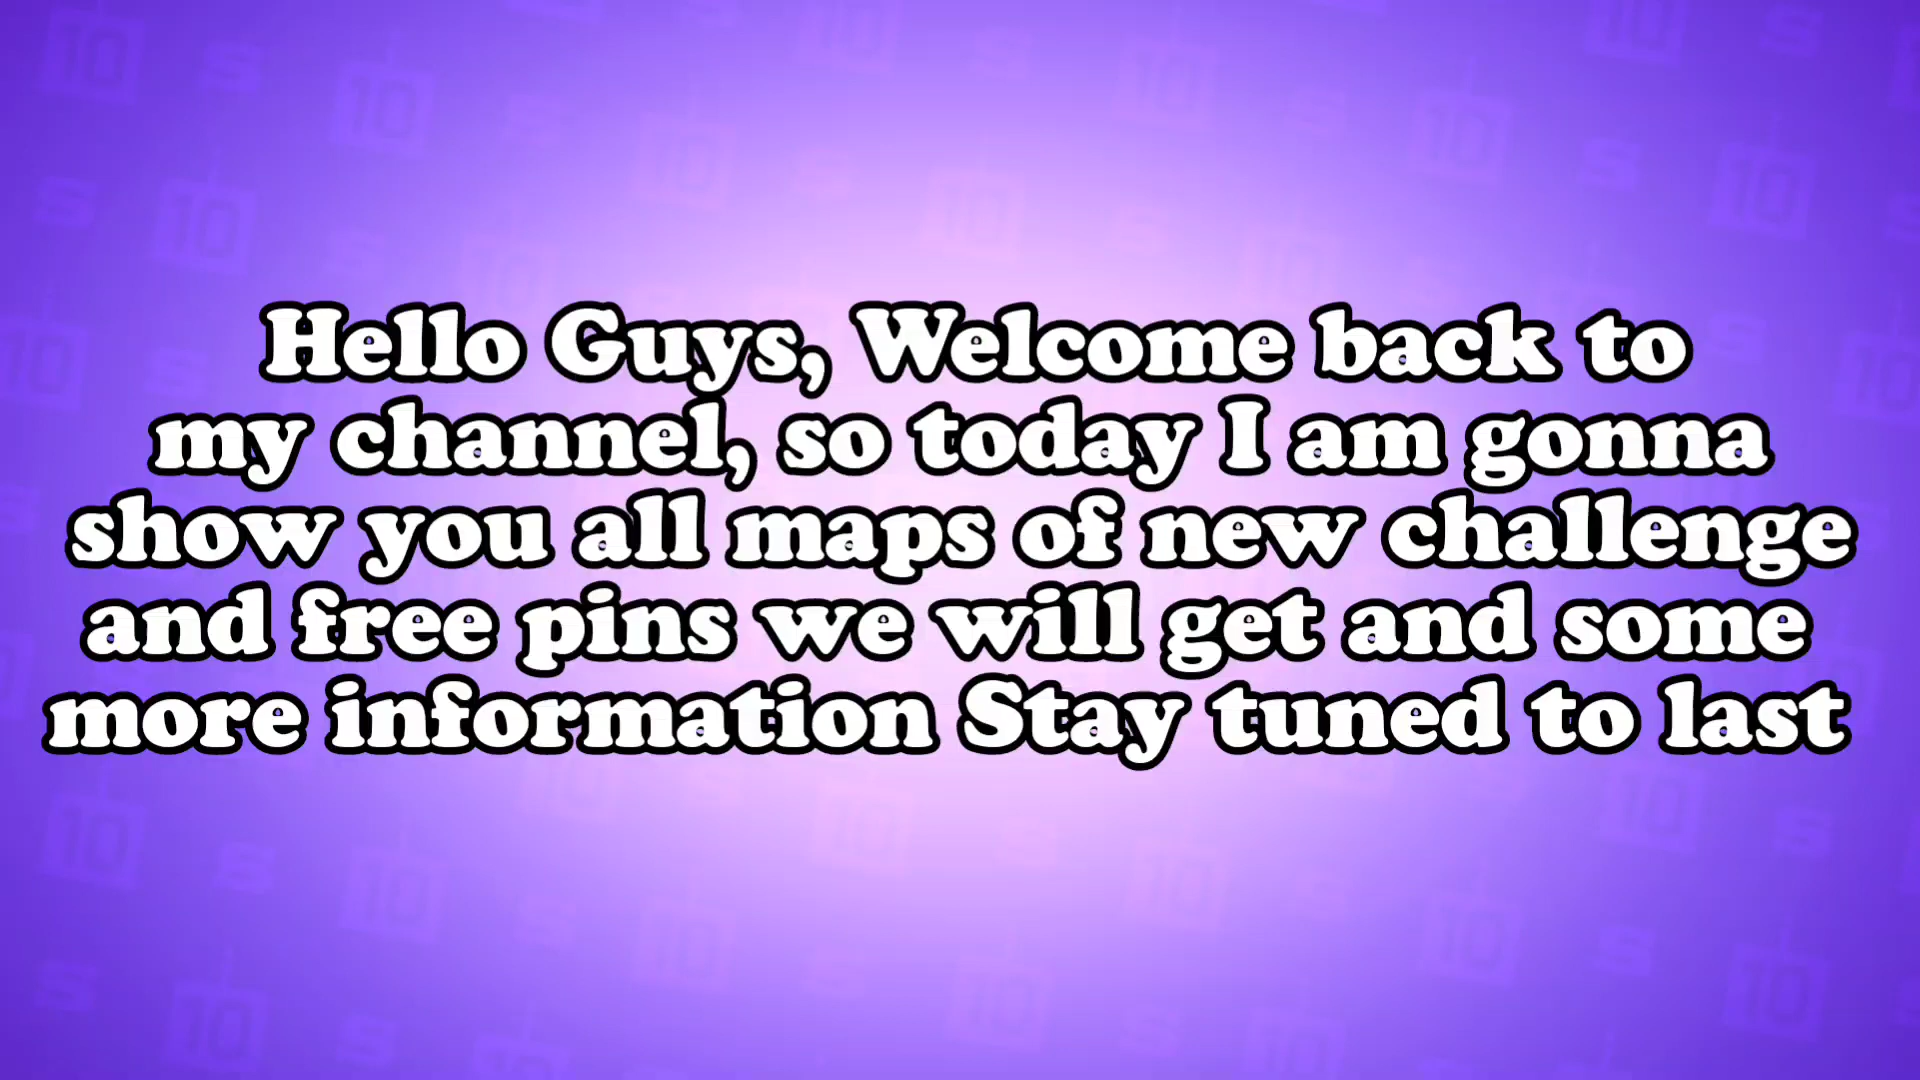 Hello Guys, Welcome back to
my channel, so today I am gonna
show you all maps of new challenge
and free pins we will get and some
more information Stay tuned to last